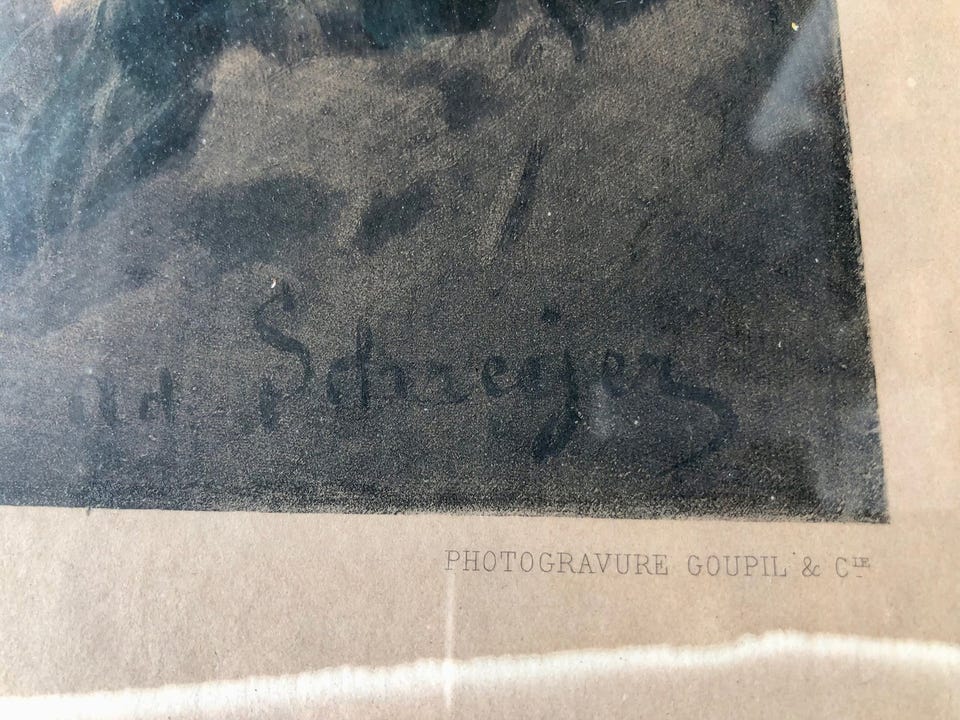 Ad. Schreyer
PHOTOGRAVURE GOUPIL & CIE